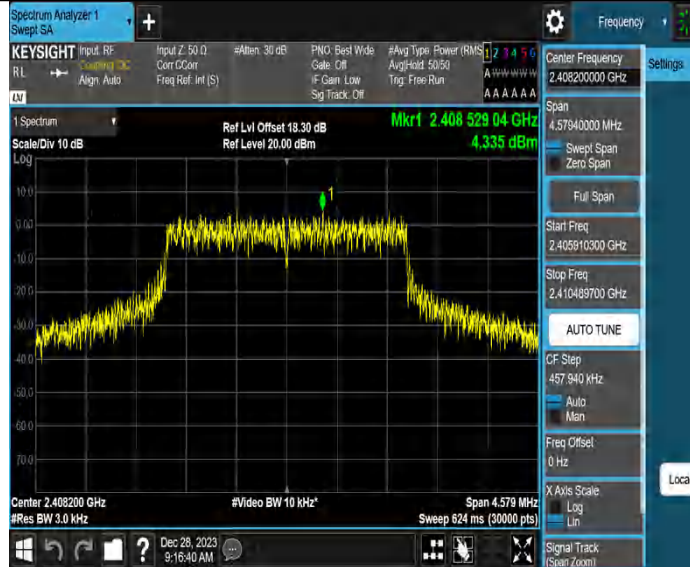 Spectrum Analyzer 1
Swept SA
+
Frequency
KEYSIGHT Input: RF Input Z: 50 Ω #Atten: 30 dB PNO: Best Wide #Avg Type: Power (RMS 1 2 3 4 5 6
RL Coupling: DC Corr CCorr Gate: Off Avg|Hold: 50/50
Align: Auto Freq Ref: Int (S) IF Gain: Low Trig: Free Run
Sig Track: Off A A A A A A
LXI
1 Spectrum
Scale/Div 10 dB
Ref Lvl Offset 18.30 dB
Ref Level 20.00 dBm
Mkr1 2.408 529 04 GHz
4.335 dBm
Log
10.0
0.00
-10.0
-20.0
-30.0
-40.0
-50.0
-60.0
-70.0
1
Center 2.408200 GHz
#Res BW 3.0 kHz
#Video BW 10 kHz*
Span 4.579 MHz
Sweep 624 ms (30000 pts)
?
Dec 28, 2023
9:16:40 AM
Center Frequency
2.408200000 GHz
Settings
Span
4.57940000 MHz
Swept Span
Zero Span
Full Span
Start Freq
2.405910300 GHz
Stop Freq
2.410489700 GHz
AUTO TUNE
CF Step
457.940 kHz
Auto
Man
Freq Offset
0 Hz
X Axis Scale
Log
Lin
Signal Track
(Span Zoom)
Loca